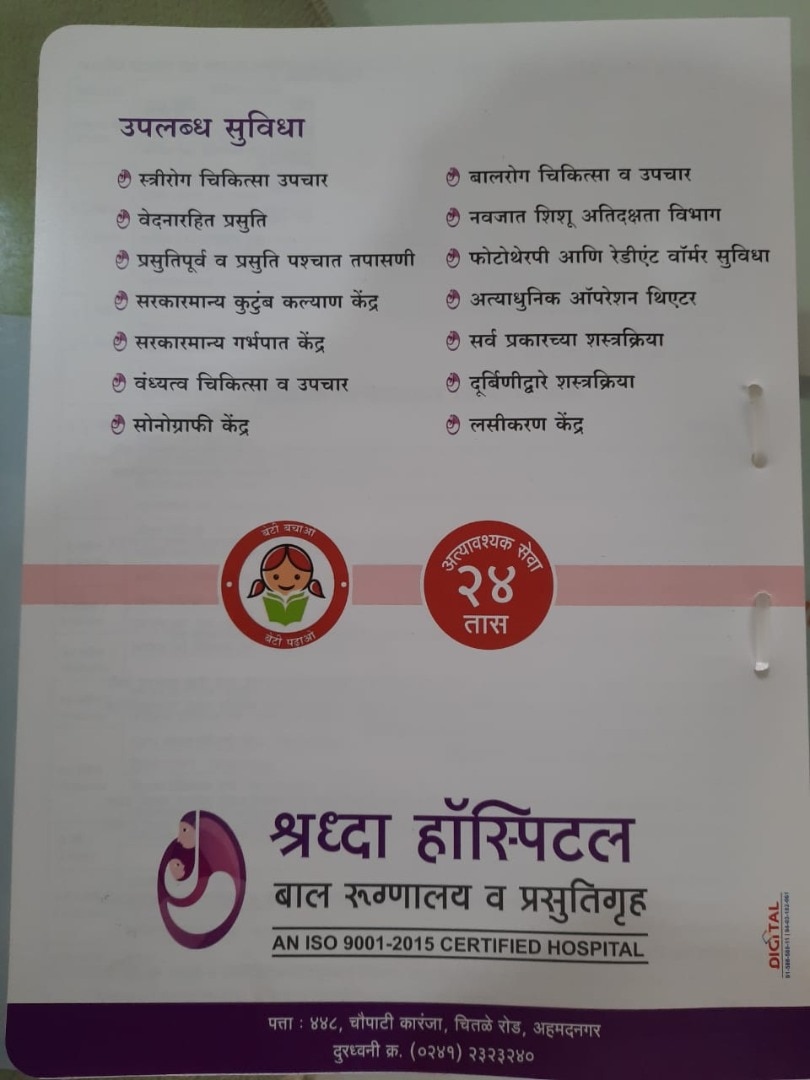 उपलब्ध सुविधा
स्त्रीरोग चिकित्सा उपचार
वेदनारहित प्रसुति
प्रसुतिपूर्व व प्रसुति पश्चात तपासणी
सरकारमान्य कुटुंब कल्याण केंद्र
सरकारमान्य गर्भपात केंद्र
वंध्यत्व चिकित्सा व उपचार
सोनोग्राफी केंद्र
बालरोग चिकित्सा व उपचार
नवजात शिशू अतिदक्षता विभाग
फोटोथेरपी आणि रेडीएंट वॉर्मर सुविधा
अत्याधुनिक ऑपरेशन थिएटर
सर्व प्रकारच्या शस्त्रक्रिया
दूर्बिणीद्वारे शस्त्रक्रिया
लसीकरण केंद्र
बेटी बचाओ
बेटी पढ़ाओ
अत्यावश्यक सेवा
२४
तास
श्रध्दा हॉस्पिटल
बाल रूग्णालय व प्रसुतिगृह
AN ISO 9001-2015 CERTIFIED HOSPITAL
DIGITAL
पत्ता : ४४८, चौपाटी कारंजा, चितळे रोड, अहमदनगर
दुरध्वनी क्र. (०२४१) २३२३२४०